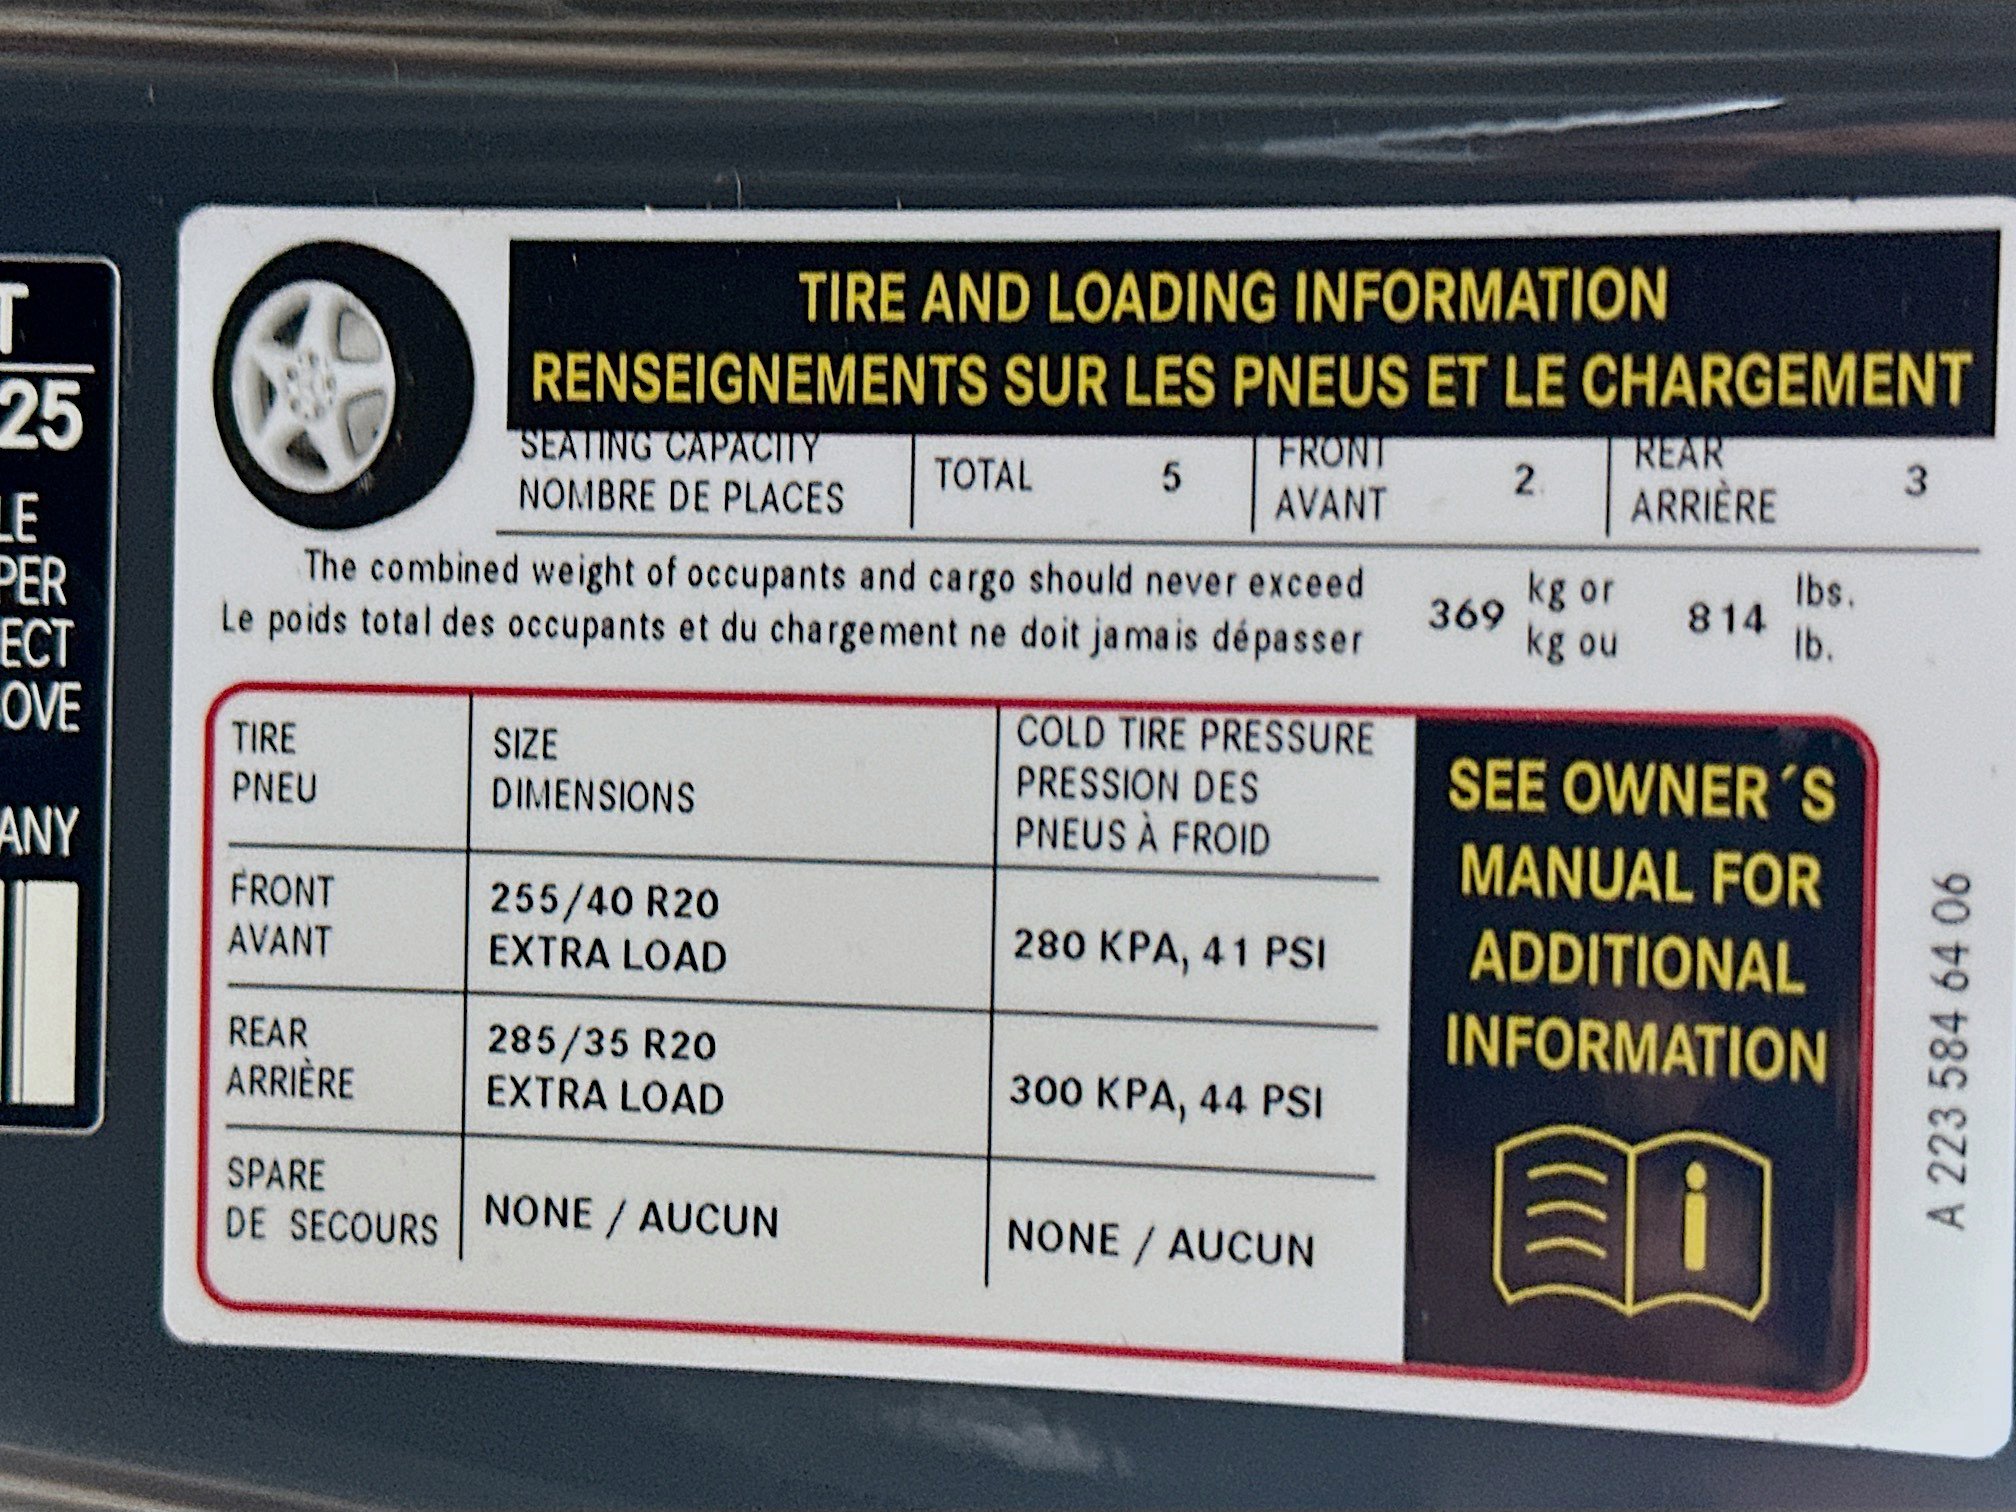 T
25
LE
PER
ECT
OVE
ANY
TIRE AND LOADING INFORMATION
RENSEIGNEMENTS SUR LES PNEUS ET LE CHARGEMENT
SEATING CAPACITY
NOMBRE DE PLACES
TOTAL 5
FRONT
AVANT
2
REAR
ARRIÈRE
3
The combined weight of occupants and cargo should never exceed
Le poids total des occupants et du chargement ne doit jamais dépasser
369
kg or
kg ou
814
lbs.
lb.
TIRE
PNEU
SIZE
DIMENSIONS
COLD TIRE PRESSURE
PRESSION DES
PNEUS À FROID
FRONT
AVANT
255/40 R20
EXTRA LOAD
280 KPA, 41 PSI
REAR
ARRIÈRE
285/35 R20
EXTRA LOAD
300 KPA, 44 PSI
SPARE
DE SECOURS
NONE / AUCUN
NONE / AUCUN
SEE OWNER´S
MANUAL FOR
ADDITIONAL
INFORMATION
i
A 223 584 64 06